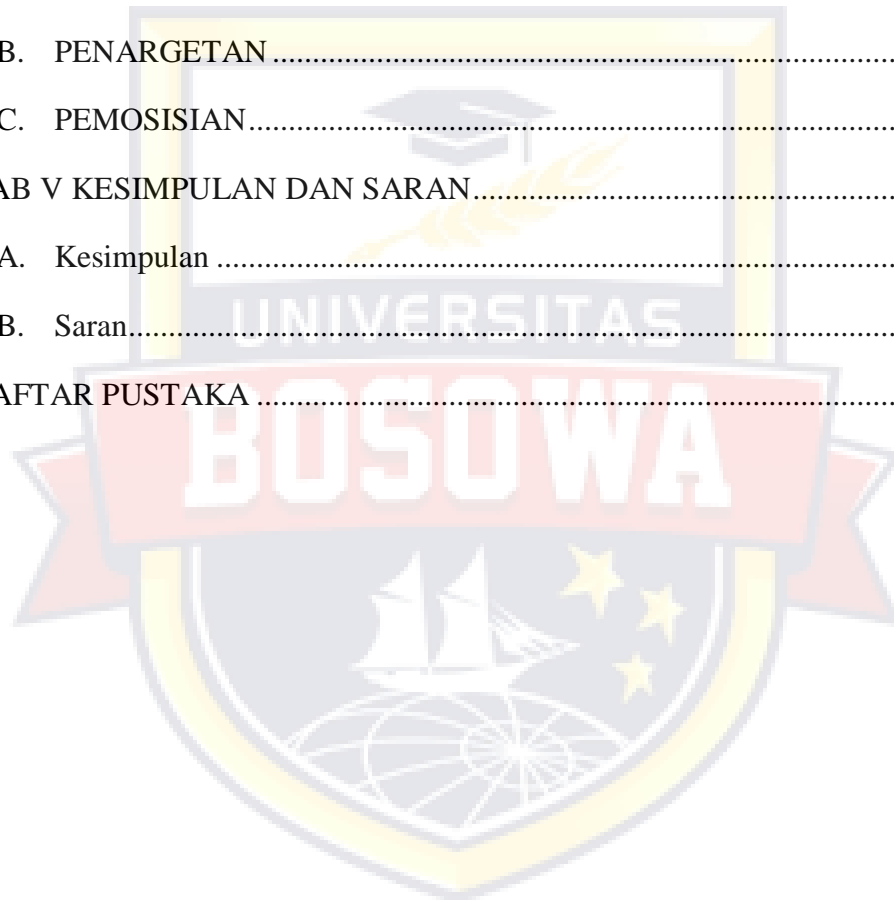 B. PENARGETAN ................................................................................
C. PEMOSISIAN ................................................................................
AB V KESIMPULAN DAN SARAN ....................................................
A. Kesimpulan ................................................................................
B. Saran ................................................................................
UNIVERSITAS
AFTAR PUSTAKA ................................................................................
BOSOWA